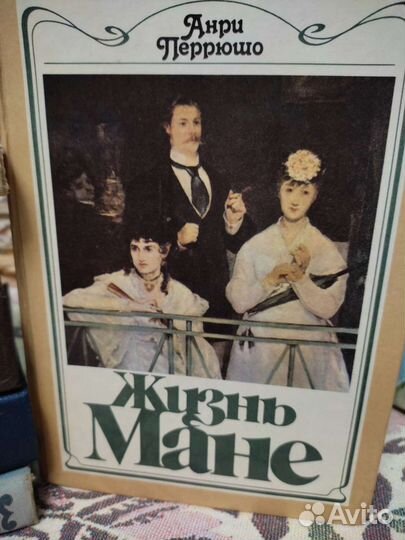 Анри
Перрюшо
Жизнь
Мане
З
Avito